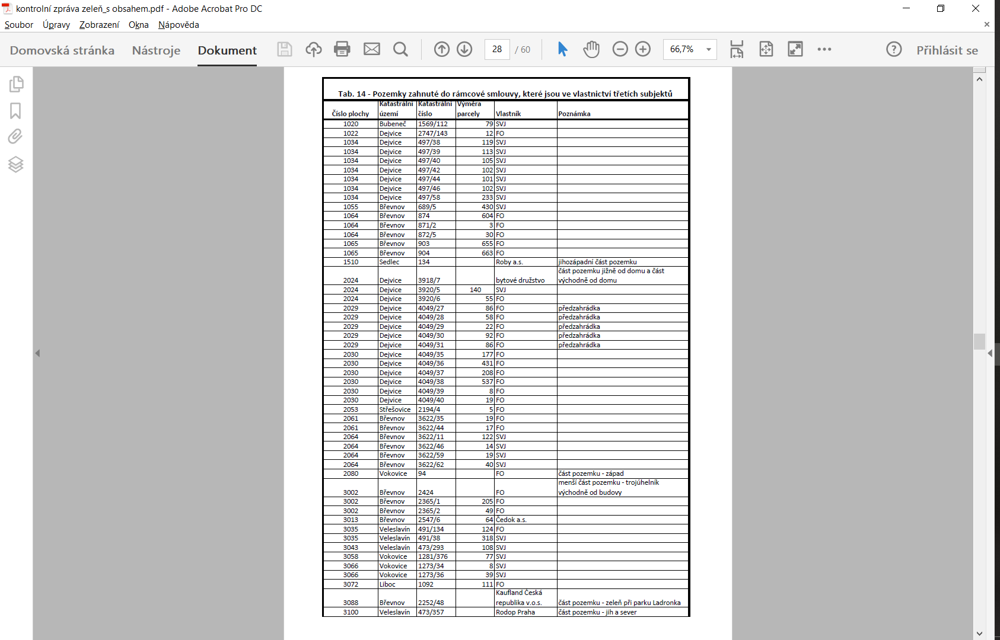 kontrolní zpráva zeleň_s obsahem.pdf - Adobe Acrobat Pro DC
Soubor Úpravy Zobrazení Okna Nápověda
Domovská stránka Nástroje Dokument 28 / 60 66,7% Přihlásit se
Tab. 14 - Pozemky zahnuté do rámcové smlouvy, které jsou ve vlastnictví třetích subjektů
Číslo plochy Katastrální území Katastrální číslo Výměra parcely Vlastník Poznámka
1020 Bubeneč 1569/112 79 SVJ
1022 Dejvice 2747/143 12 FO
1034 Dejvice 497/38 119 SVJ
1034 Dejvice 497/39 113 SVJ
1034 Dejvice 497/40 105 SVJ
1034 Dejvice 497/42 102 SVJ
1034 Dejvice 497/44 101 SVJ
1034 Dejvice 497/46 102 SVJ
1034 Dejvice 497/58 233 SVJ
1055 Břevnov 689/5 430 SVJ
1064 Břevnov 874 604 FO
1064 Břevnov 871/2 3 FO
1064 Břevnov 872/5 30 FO
1065 Břevnov 903 655 FO
1065 Břevnov 904 663 FO
1510 Sedlec 134 Roby a.s. jihozápadní část pozemku
2024 Dejvice 3918/7 bytové družstvo část pozemku jižně od domu a část východně od domu
2024 Dejvice 3920/5 140 SVJ
2024 Dejvice 3920/6 55 FO
2029 Dejvice 4049/27 86 FO předzahrádka
2029 Dejvice 4049/28 58 FO předzahrádka
2029 Dejvice 4049/29 22 FO předzahrádka
2029 Dejvice 4049/30 92 FO předzahrádka
2029 Dejvice 4049/31 86 FO předzahrádka
2030 Dejvice 4049/35 177 FO
2030 Dejvice 4049/36 431 FO
2030 Dejvice 4049/37 208 FO
2030 Dejvice 4049/38 537 FO
2030 Dejvice 4049/39 8 FO
2030 Dejvice 4049/40 19 FO
2053 Střešovice 2194/4 5 FO
2061 Břevnov 3622/35 19 FO
2061 Břevnov 3622/44 17 FO
2064 Břevnov 3622/11 122 SVJ
2064 Břevnov 3622/46 14 SVJ
2064 Břevnov 3622/59 19 SVJ
2064 Břevnov 3622/62 40 SVJ
2080 Vokovice 94 FO část pozemku - západ
3002 Břevnov 2424 FO menší část pozemku - trojúhelník východně od budovy
3002 Břevnov 2365/1 205 FO
3002 Břevnov 2365/2 49 FO
3013 Břevnov 2547/6 64 Čedok a.s.
3035 Veleslavín 491/134 124 FO
3035 Veleslavín 491/38 318 SVJ
3043 Veleslavín 473/293 108 SVJ
3058 Vokovice 1281/376 77 SVJ
3066 Vokovice 1273/34 8 SVJ
3066 Vokovice 1273/36 39 SVJ
3072 Liboc 1092 111 FO
3088 Břevnov 2252/48 Kaufland Česká republika v.o.s. část pozemku - zeleň při parku Ladronka
3100 Veleslavín 473/357 Rodop Praha část pozemku - jih a sever